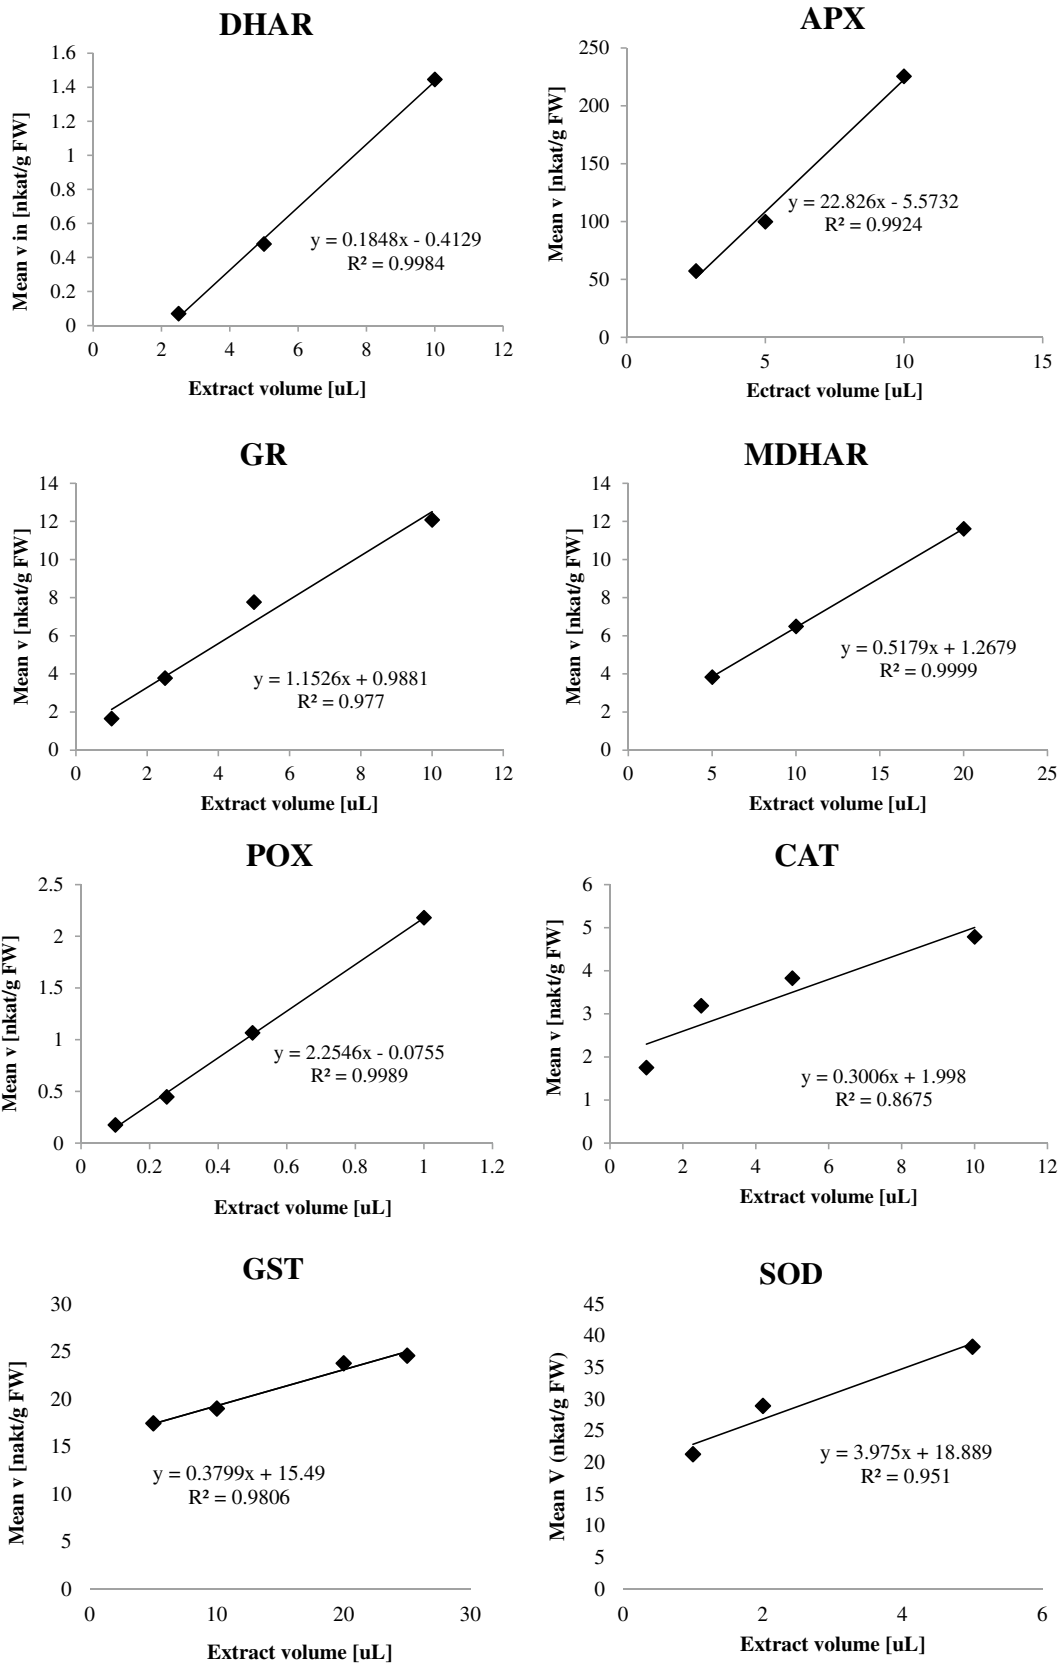 DHAR
1.6
1.4
1.2
1
0.8
0.6
0.4
0.2
0
0 2 4 6 8 10 12
Mean v in [nkat/g FW]
Extract volume [uL]
y = 0.1848x - 0.4129
R² = 0.9984
APX
250
200
150
100
50
0
0 5 10 15
Mean v [nkat/g FW]
Ectract volume [uL]
y = 22.826x - 5.5732
R² = 0.9924
GR
14
12
10
8
6
4
2
0
0 2 4 6 8 10 12
Mean v [nkat/g FW]
Extract volume [uL]
y = 1.1526x + 0.9881
R² = 0.977
MDHAR
14
12
10
8
6
4
2
0
0 5 10 15 20 25
Mean v [nkat/g FW]
Extract volume [uL]
y = 0.5179x + 1.2679
R² = 0.9999
POX
2.5
2
1.5
1
0.5
0
0 0.2 0.4 0.6 0.8 1 1.2
Mean v [nkat/g FW]
Extract volume [uL]
y = 2.2546x - 0.0755
R² = 0.9989
CAT
6
5
4
3
2
1
0
0 2 4 6 8 10 12
Mean v [nakt/g FW]
Extract volume [uL]
y = 0.3006x + 1.998
R² = 0.8675
GST
30
25
20
15
10
5
0
0 10 20 30
Mean v [nakt/g FW]
Extract volume [uL]
y = 0.3799x + 15.49
R² = 0.9806
SOD
45
40
35
30
25
20
15
10
5
0
0 2 4 6
Mean V (nkat/g FW)
Extract volume [uL]
y = 3.975x + 18.889
R² = 0.951